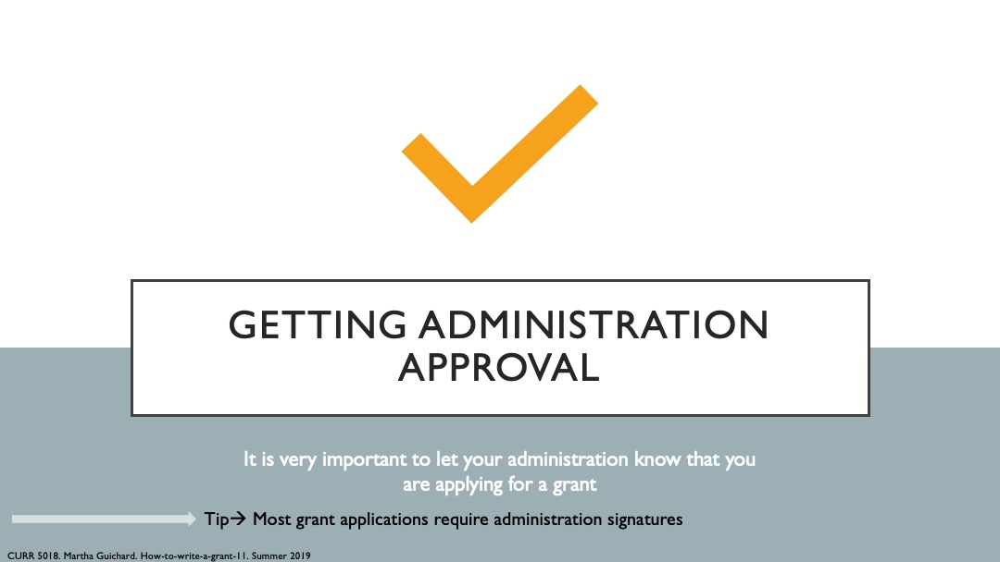 GETTING ADMINISTRATION
APPROVAL
It is very important to let your administration know that you
are applying for a grant
Tip→ Most grant applications require administration signatures
CURR 5018. Martha Guichard. How-to-write-a-grant-11. Summer 2019